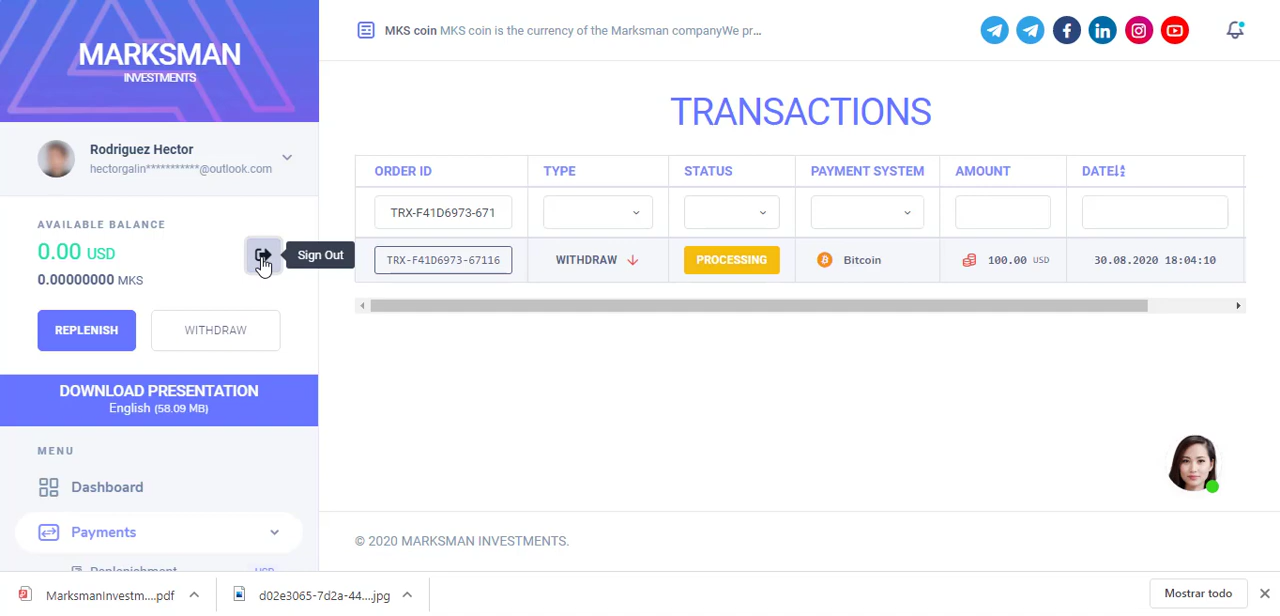 MARKSMAN
INVESTMENTS
MKS coin MKS coin is the currency of the Marksman companyWe pr...
Rodriguez Hector
hectorgalin***********@outlook.com
AVAILABLE BALANCE
0.00 USD
0.00000000 MKS
Sign Out
REPLENISH
WITHDRAW
DOWNLOAD PRESENTATION
English (58.09 MB)
MENU
Dashboard
Payments
Replenishment USD
TRANSACTIONS
ORDER ID TYPE STATUS PAYMENT SYSTEM AMOUNT DATE
TRX-F41D6973-671
TRX-F41D6973-67116 WITHDRAW PROCESSING Bitcoin 100.00 USD 30.08.2020 18:04:10
© 2020 MARKSMAN INVESTMENTS.
MarksmanInvestm....pdf
d02e3065-7d2a-44....jpg
Mostrar todo